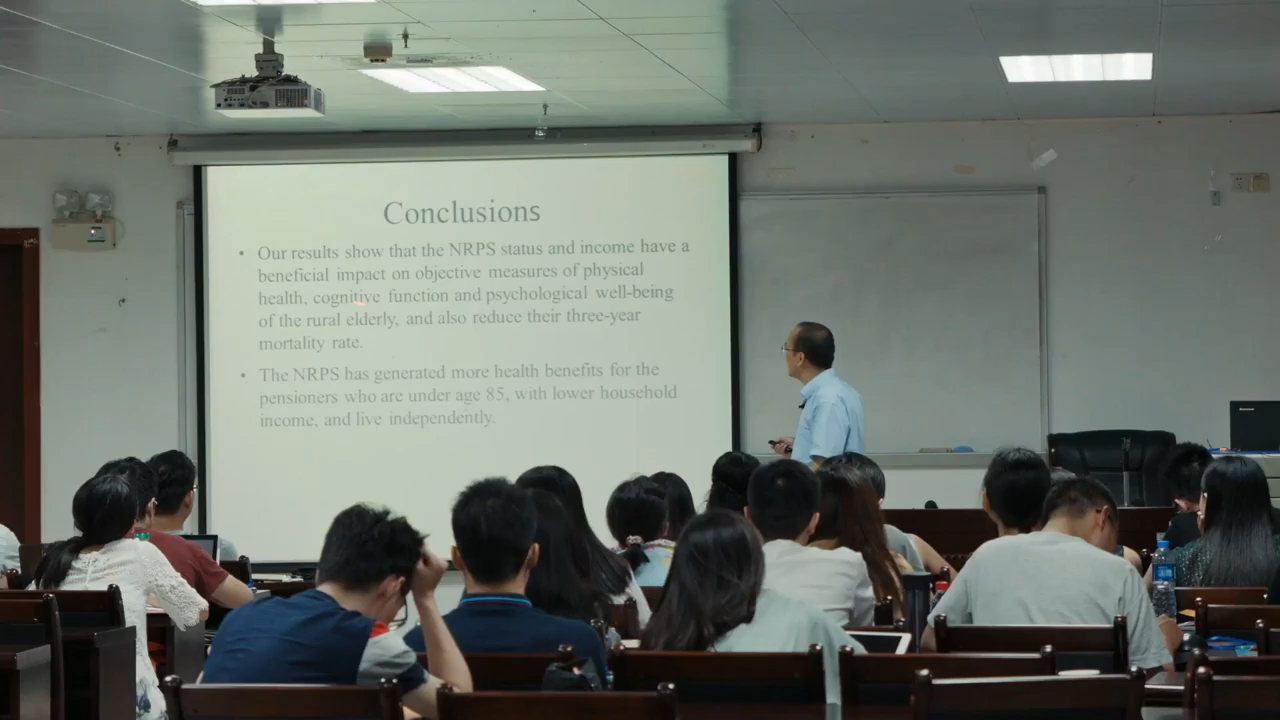 Conclusions
• Our results show that the NRPS status and income have a
beneficial impact on objective measures of physical
health, cognitive function and psychological well-being
of the rural elderly, and also reduce their three-year
mortality rate.
• The NRPS has generated more health benefits for the
pensioners who are under age 85, with lower household
income, and live independently.